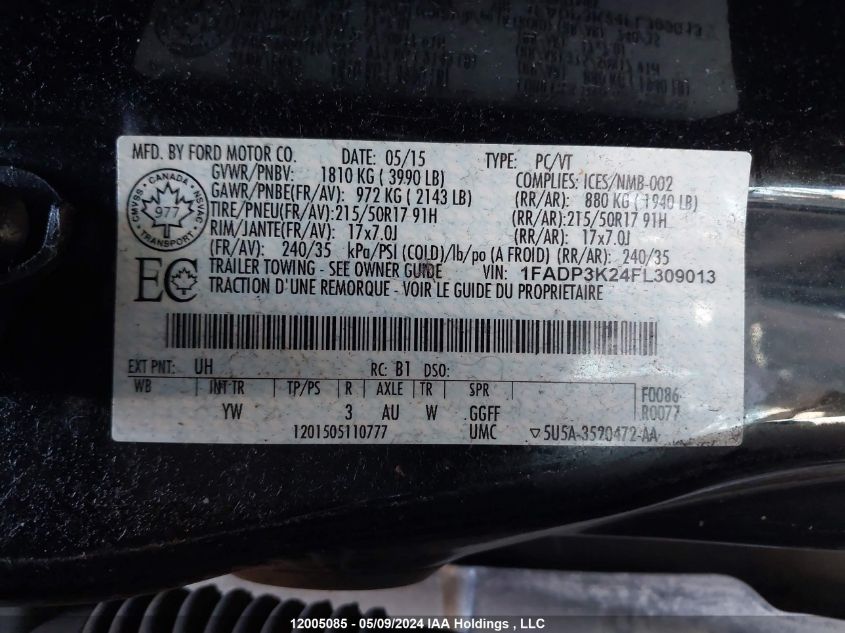 MFD. BY FORD MOTOR CO. DATE: 05/15 TYPE: PC/VT
GVWR/PNBV: 1810 KG ( 3990 LB) COMPLIES: ICES/NMB-002
GAWR/PNBE(FR/AV): 972 KG ( 2143 LB) (RR/AR): 880 KG ( 1940 LB)
TIRE/PNEU(FR/AV): 215/50R17 91H (RR/AR): 215/50R17 91H
RIM/JANTE(FR/AV): 17x7.0J (RR/AR): 17x7.0J
(FR/AV): 240/35 kPa/PSI (COLD)/lb/po (A FROID) (RR/AR): 240/35
TRAILER TOWING - SEE OWNER GUIDE VIN: 1FADP3K24FL309013
TRACTION D'UNE REMORQUE - VOIR LE GUIDE DU PROPRIETAIRE
CANADA
CMVSS NSVAC
977
TRANSPORT
EC
EXT PNT: UH RC: B1 DSO:
WB INT TR TP/PS R AXLE TR SPR F0086
YW 3 AU W GGFF R0077
1201505110777 UMC ▽5U5A-3520472-AA
12005085 - 05/09/2024 IAA Holdings , LLC